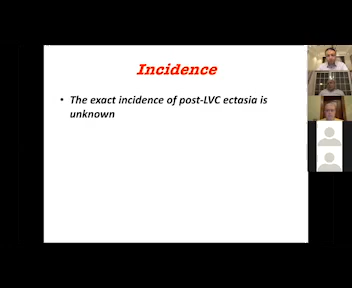 Incidence
• The exact incidence of post-LVC ectasia is
unknown